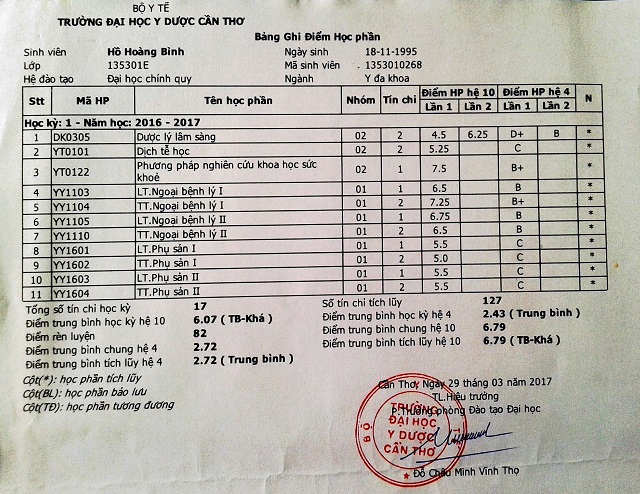 BỘ Y TẾ
TRƯỜNG ĐẠI HỌC Y DƯỢC CẦN THƠ
Bảng Ghi Điểm Học phần
Sinh viên Hồ Hoàng Bình Ngày sinh 18-11-1995
Lớp 135301E Mã sinh viên 1353010268
Hệ đào tạo Đại học chính quy Ngành Y đa khoa
Stt Mã HP Tên học phần Nhóm Tín chỉ Điểm HP hệ 10 Điểm HP hệ 4 N
Lần 1 Lần 2 Lần 1 Lần 2
Học kỳ: 1 - Năm học: 2016 - 2017
1 DK0305 Dược lý lâm sàng 02 2 4.5 6.25 D+ B *
2 YT0101 Dịch tễ học 02 2 5.25 C *
3 YT0122 Phương pháp nghiên cứu khoa học sức khoẻ 02 1 7.5 B+ *
4 YY1103 LT.Ngoại bệnh lý I 01 1 6.5 B *
5 YY1104 TT.Ngoại bệnh lý I 01 2 7.25 B+ *
6 YY1105 LT.Ngoại bệnh lý II 01 1 6.75 B *
7 YY1110 TT.Ngoại bệnh lý II 01 2 6.5 B *
8 YY1601 LT.Phụ sản I 01 1 5.5 C *
9 YY1602 TT.Phụ sản I 01 2 5.0 C *
10 YY1603 LT.Phụ sản II 01 1 5.5 C *
11 YY1604 TT.Phụ sản II 01 2 5.5 C *
Tổng số tín chỉ học kỳ 17 Số tín chỉ tích lũy 127
Điểm trung bình học kỳ hệ 10 6.07 ( TB-Khá ) Điểm trung bình học kỳ hệ 4 2.43 ( Trung bình )
Điểm rèn luyện 82 Điểm trung bình chung hệ 10 6.79
Điểm trung bình chung hệ 4 2.72 Điểm trung bình tích lũy hệ 10 6.79 ( TB-Khá )
Điểm trung bình tích lũy hệ 4 2.72 ( Trung bình )
Cột(*): học phần tích lũy
Cột(BL): học phần bảo lưu
Cột(TĐ): học phần tương đương
Cần Thơ, Ngày 29 tháng 03 năm 2017
TL.Hiệu trưởng
P.Trưởng phòng Đào tạo Đại học
BỘ Y TẾ
TRƯỜNG
ĐẠI HỌC
Y DƯỢC
CẦN THƠ
Đỗ Châu Minh Vĩnh Thọ